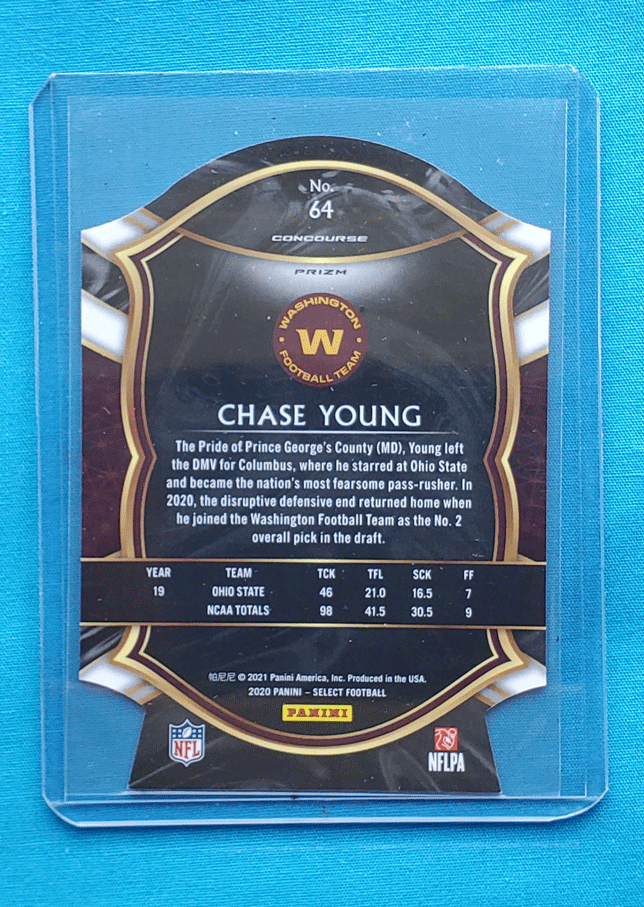 No.
64
CONCOURSE
PRIZM
WASHINGTON
W
FOOTBALL TEAM
CHASE YOUNG
The Pride of Prince George's County (MD), Young left
the DMV for Columbus, where he starred at Ohio State
and became the nation's most fearsome pass-rusher. In
2020, the disruptive defensive end returned home when
he joined the Washington Football Team as the No. 2
overall pick in the draft.
YEAR TEAM TCK TFL SCK FF
19 OHIO STATE 46 21.0 16.5 7
NCAA TOTALS 98 41.5 30.5 9
帕尼尼 © 2021 Panini America, Inc. Produced in the USA.
2020 PANINI – SELECT FOOTBALL
PANINI
NFL
NFLPA